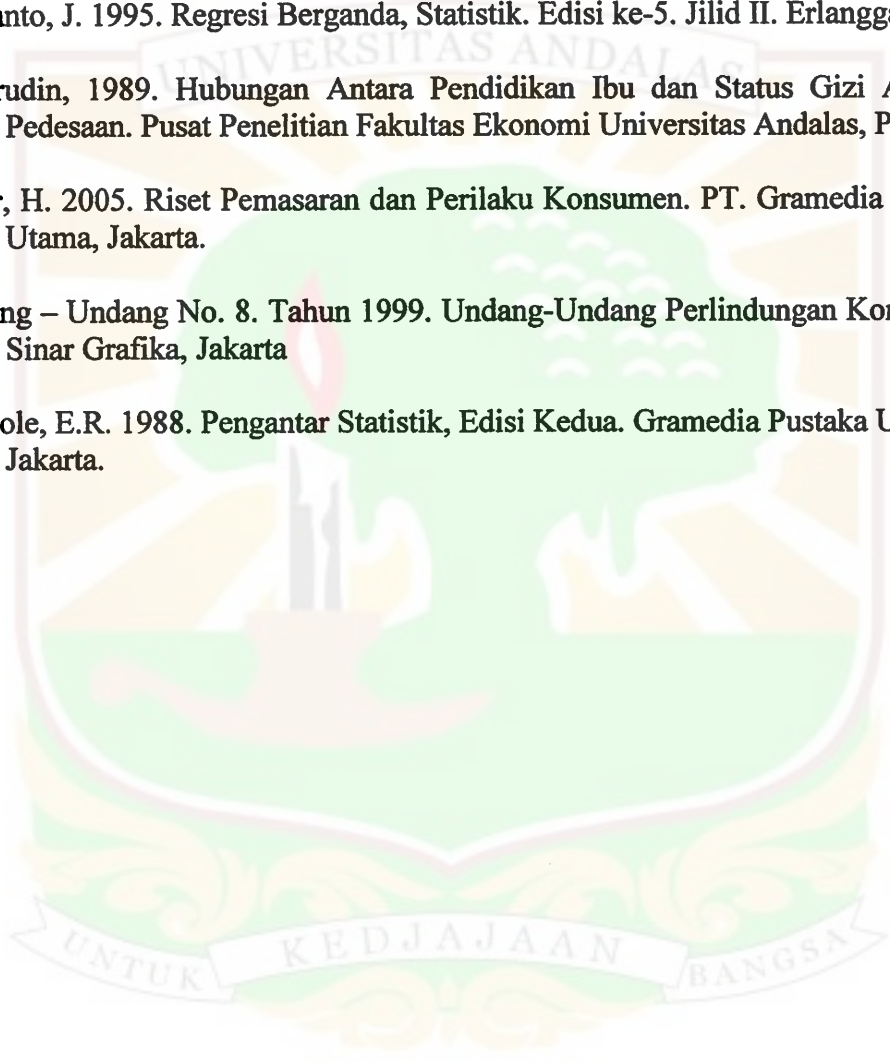 nto, J. 1995. Regresi Berganda, Statistik. Edisi ke-5. Jilid II. Erlangga
UNIVERSITAS ANDALAS
rudin, 1989. Hubungan Antara Pendidikan Ibu dan Status Gizi
Pedesaan. Pusat Penelitian Fakultas Ekonomi Universitas Andalas, P
, H. 2005. Riset Pemasaran dan Perilaku Konsumen. PT. Gramedia
Utama, Jakarta.
ng – Undang No. 8. Tahun 1999. Undang-Undang Perlindungan Kon
Sinar Grafika, Jakarta
ole, E.R. 1988. Pengantar Statistik, Edisi Kedua. Gramedia Pustaka U
Jakarta.
UNTUK KEDJAJAAN BANGSA